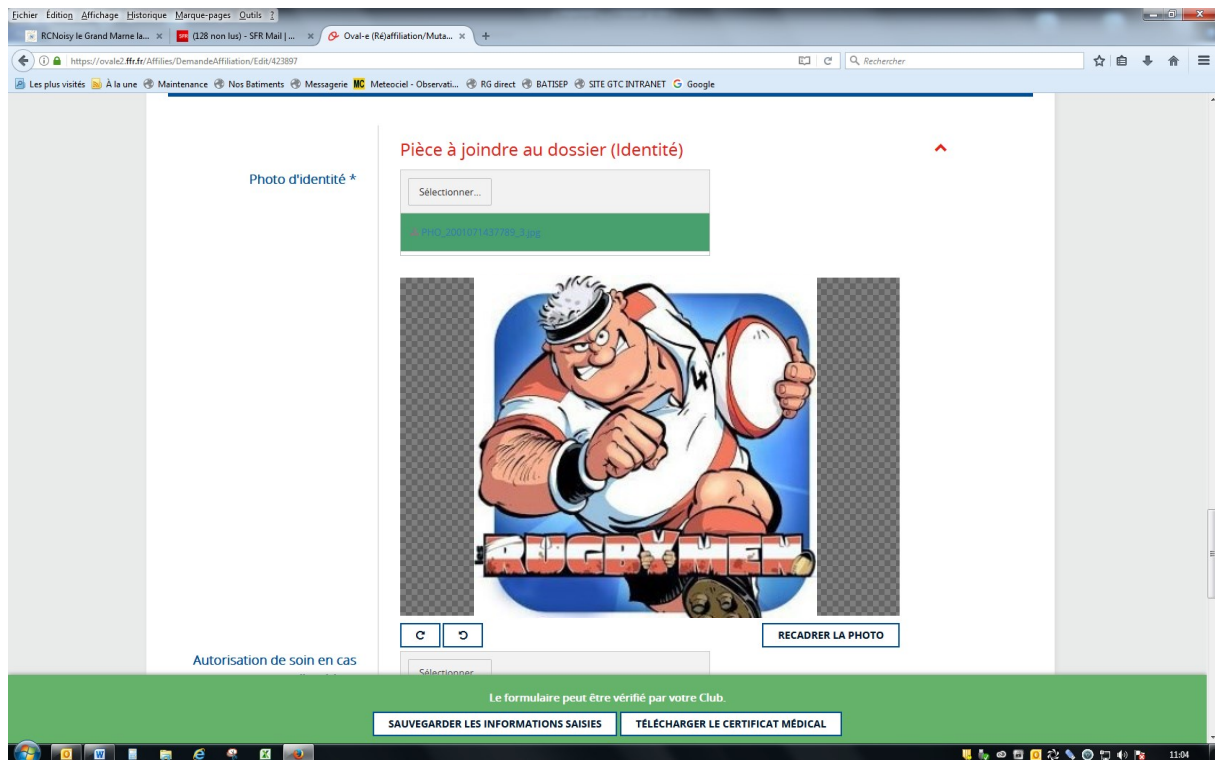 Fichier Édition Affichage Historique Marque-pages Outils ?
RCNoisy le Grand Marne la... × SFR (128 non lus) - SFR Mail | ... × Oval-e (Ré)affiliation/Muta... × +
https://ovale2.ffr.fr/Affilies/DemandeAffiliation/Edit/423897 Rechercher
Les plus visités À la une Maintenance Nos Batiments Messagerie MC Meteociel - Observati... RG direct BATISEP SITE GTC INTRANET G Google
Pièce à joindre au dossier (Identité)
Photo d'identité *
Sélectionner...
PHO_2001071437789_3.jpg
LES RUGBYMEN
RECADRER LA PHOTO
Autorisation de soin en cas
Sélectionner...
Le formulaire peut être vérifié par votre Club.
SAUVEGARDER LES INFORMATIONS SAISIES TÉLÉCHARGER LE CERTIFICAT MÉDICAL
11:04